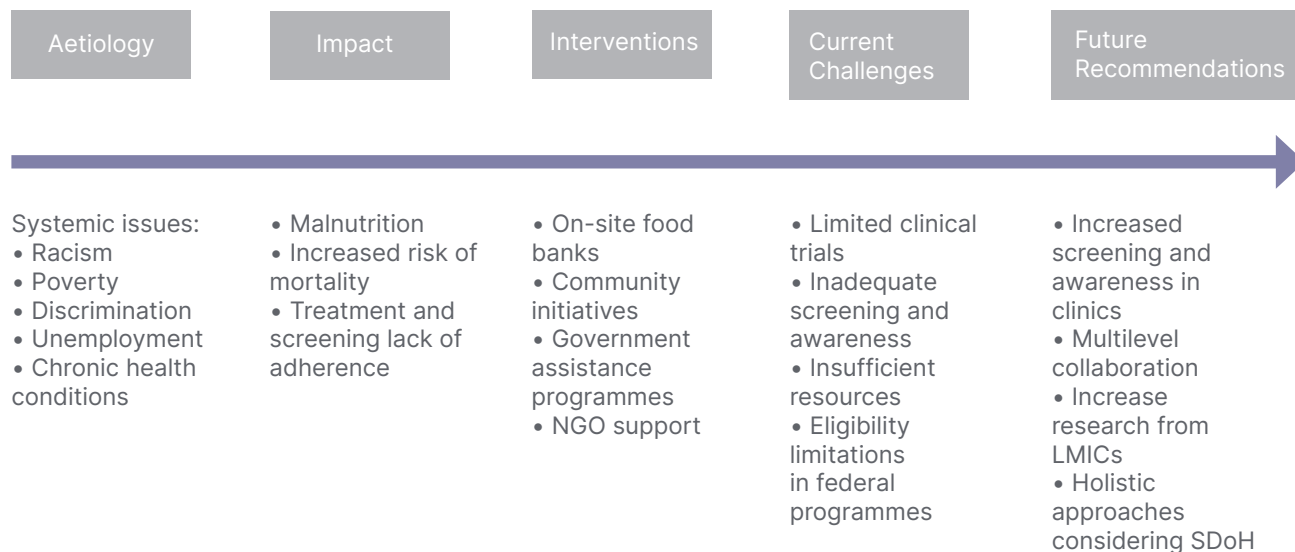 Aetiology
Impact
Interventions
Current
Challenges
Future
Recommendations
Systemic issues:
• Racism
• Poverty
• Discrimination
• Unemployment
• Chronic health
conditions
• Malnutrition
• Increased risk of
mortality
• Treatment and
screening lack of
adherence
• On-site food
banks
• Community
initiatives
• Government
assistance
programmes
• NGO support
• Limited clinical
trials
• Inadequate
screening and
awareness
• Insufficient
resources
• Eligibility
limitations
in federal
programmes
• Increased
screening and
awareness in
clinics
• Multilevel
collaboration
• Increase
research from
LMICs
• Holistic
approaches
considering SDoH